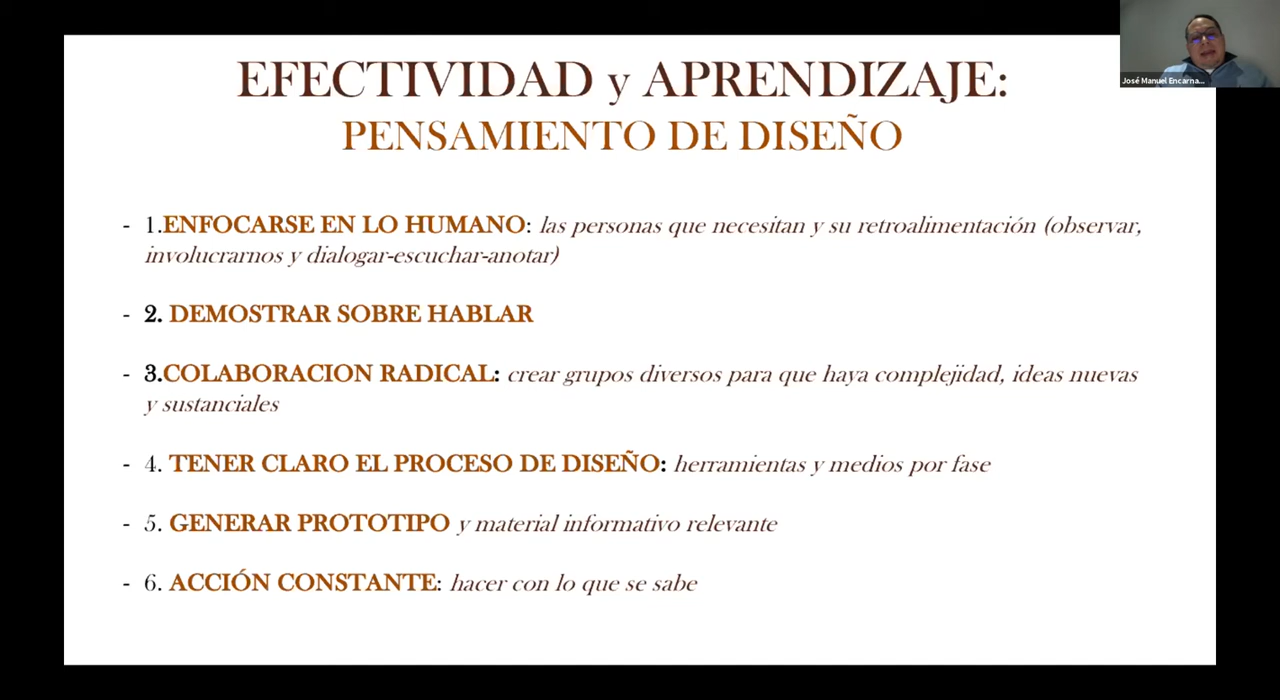 EFECTIVIDAD y APRENDIZAJE:
PENSAMIENTO DE DISEÑO
José Manuel Encarna...
- 1.ENFOCARSE EN LO HUMANO: las personas que necesitan y su retroalimentación (observar,
involucrarnos y dialogar-escuchar-anotar)
- 2. DEMOSTRAR SOBRE HABLAR
- 3.COLABORACION RADICAL: crear grupos diversos para que haya complejidad, ideas nuevas
y sustanciales
- 4. TENER CLARO EL PROCESO DE DISEÑO: herramientas y medios por fase
- 5. GENERAR PROTOTIPO y material informativo relevante
- 6. ACCIÓN CONSTANTE: hacer con lo que se sabe